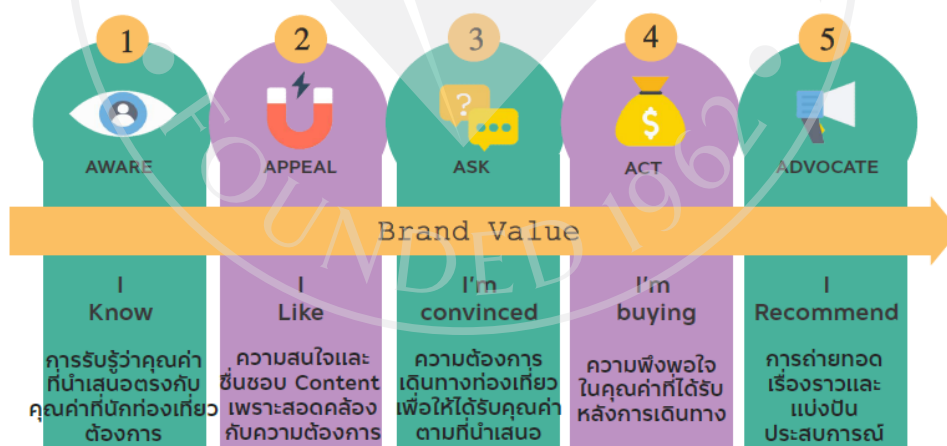 1
2
3
4
5
?
$
AWARE
APPEAL
ASK
ACT
ADVOCATE
Brand Value
FOUNDED 1962
I
Know
I
Like
I'm
convinced
I'm
buying
I
Recommend
การรับรู้ว่าคุณค่า
ที่นำเสนอตรงกับ
คุณค่าที่นักท่องเที่ยว
ต้องการ
ความสนใจและ
ชื่นชอบ Content
เพราะสอดคล้อง
กับความต้องการ
ความต้องการ
เดินทางท่องเที่ยว
เพื่อให้ได้รับคุณค่า
ตามที่นำเสนอ
ความพึงพอใจ
ในคุณค่าที่ได้รับ
หลังการเดินทาง
การถ่ายทอด
เรื่องราวและ
แบ่งปัน
ประสบการณ์